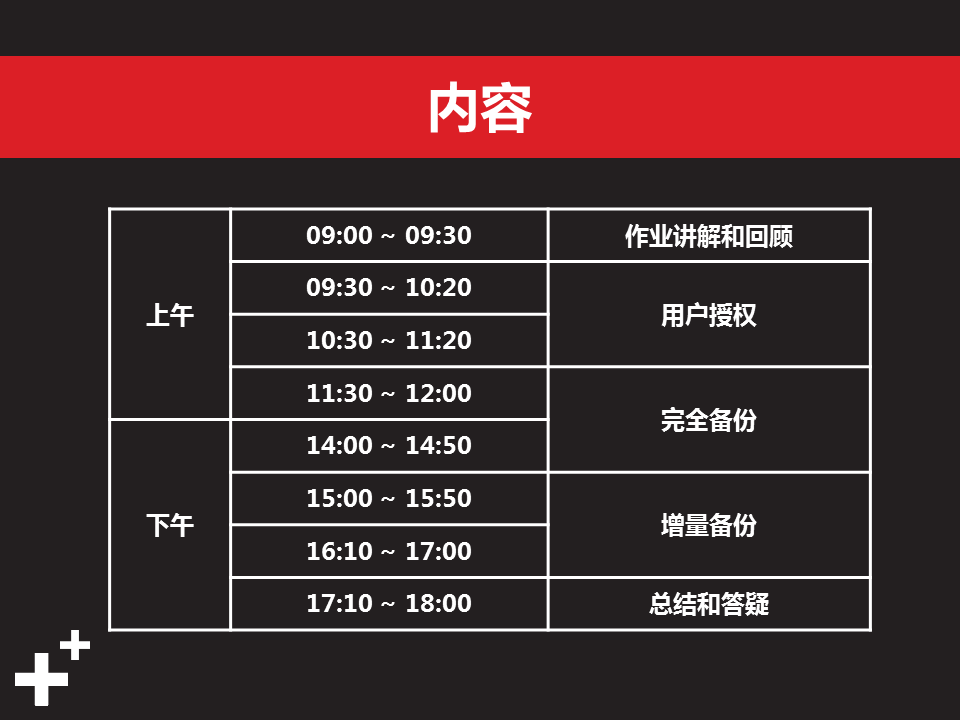 内容
上午
09:00 ~ 09:30
作业讲解和回顾
09:30 ~ 10:20
用户授权
10:30 ~ 11:20
11:30 ~ 12:00
完全备份
下午
14:00 ~ 14:50
15:00 ~ 15:50
增量备份
16:10 ~ 17:00
17:10 ~ 18:00
总结和答疑